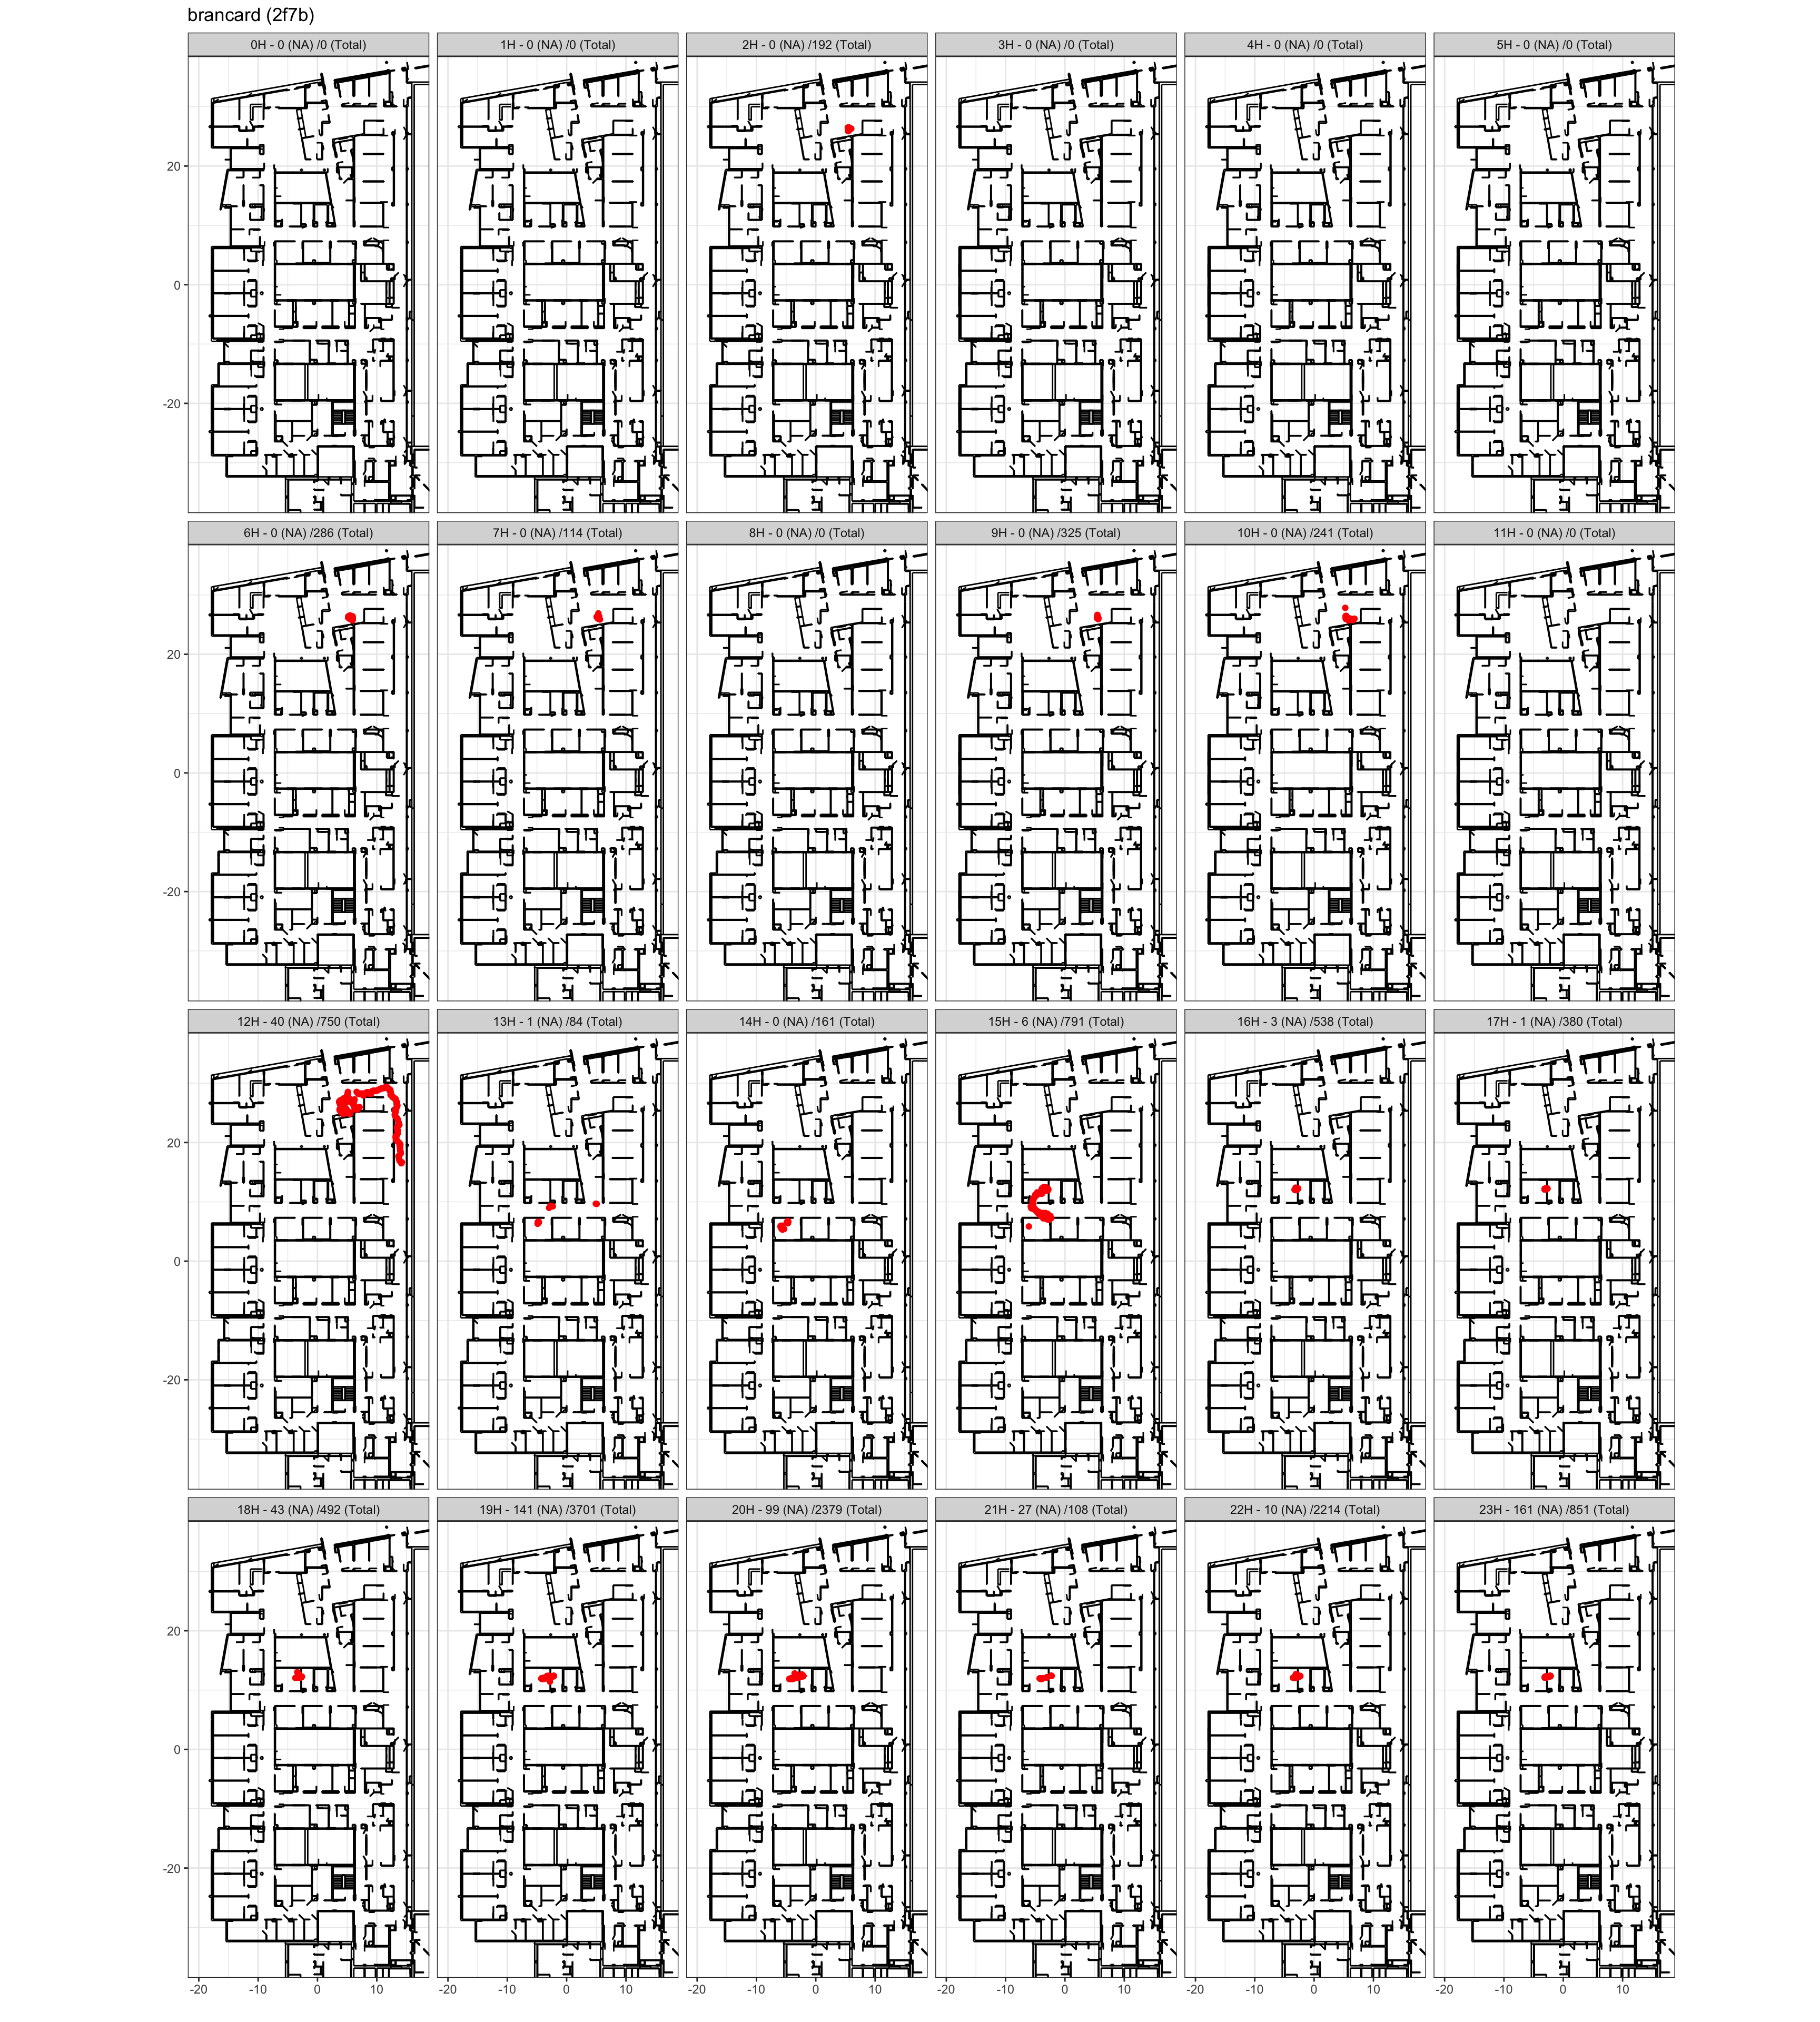 brancard (2f7b)
0H - 0 (NA) /0 (Total)
1H - 0 (NA) /0 (Total)
2H - 0 (NA) /192 (Total)
3H - 0 (NA) /0 (Total)
4H - 0 (NA) /0 (Total)
5H - 0 (NA) /0 (Total)
20
0
-20
6H - 0 (NA) /286 (Total)
7H - 0 (NA) /114 (Total)
8H - 0 (NA) /0 (Total)
9H - 0 (NA) /325 (Total)
10H - 0 (NA) /241 (Total)
11H - 0 (NA) /0 (Total)
20
0
-20
12H - 40 (NA) /750 (Total)
13H - 1 (NA) /84 (Total)
14H - 0 (NA) /161 (Total)
15H - 6 (NA) /791 (Total)
16H - 3 (NA) /538 (Total)
17H - 1 (NA) /380 (Total)
20
0
-20
18H - 43 (NA) /492 (Total)
19H - 141 (NA) /3701 (Total)
20H - 99 (NA) /2379 (Total)
21H - 27 (NA) /108 (Total)
22H - 10 (NA) /2214 (Total)
23H - 161 (NA) /851 (Total)
20
0
-20
-20 -10 0 10
-20 -10 0 10
-20 -10 0 10
-20 -10 0 10
-20 -10 0 10
-20 -10 0 10